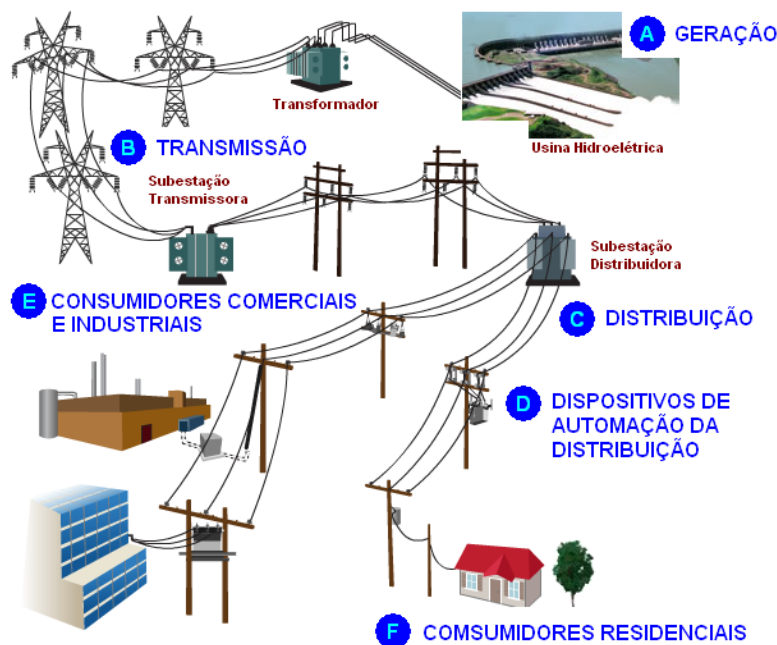 A GERAÇÃO
Transformador
Usina Hidroelétrica
B TRANSMISSÃO
Subestação
Transmissora
Subestação
Distribuidora
E CONSUMIDORES COMERCIAIS
E INDUSTRIAIS
C DISTRIBUIÇÃO
D DISPOSITIVOS DE
AUTOMAÇÃO DA
DISTRIBUIÇÃO
F COMSUMIDORES RESIDENCIAIS